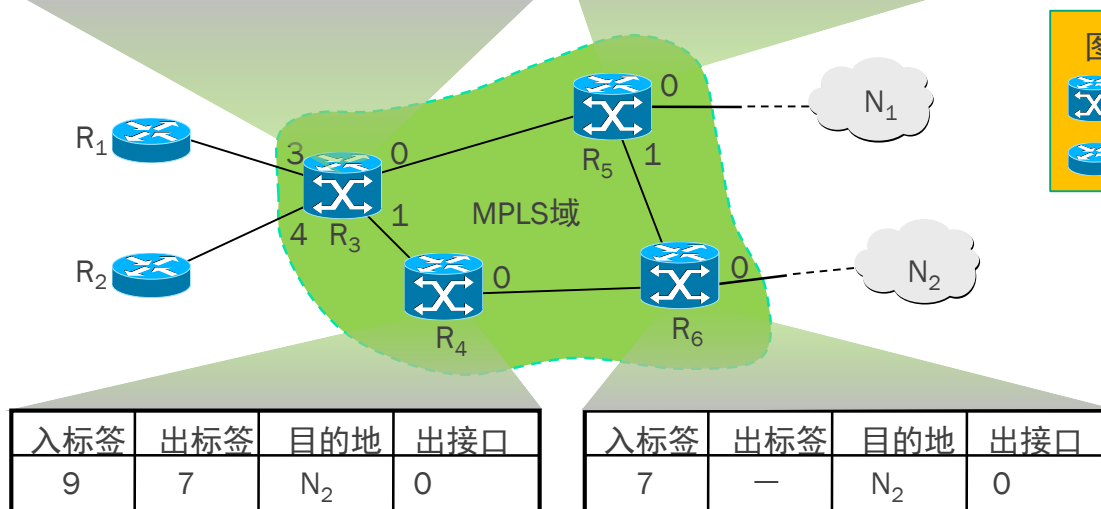 图
0
N₁
R₁
3
0
R₅
1
MPLS域
1
R₃
4
R₂
0
R₄
0
R₆
N₂
入标签 出标签 目的地 出接口
9 7 N₂ 0
入标签 出标签 目的地 出接口
7 — N₂ 0